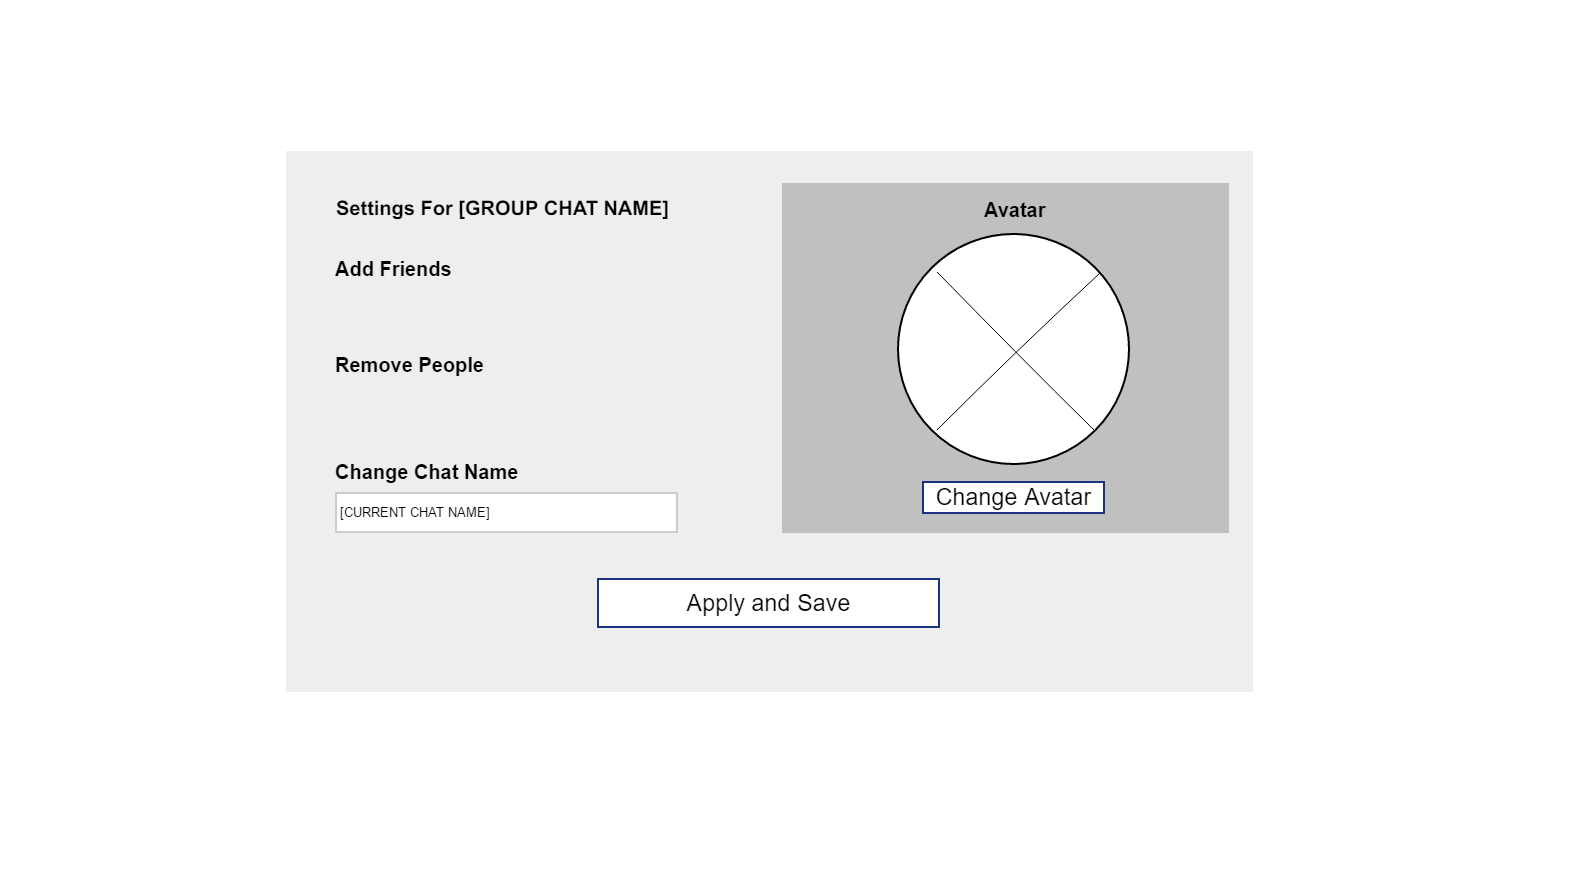 Settings For [GROUP CHAT NAME]
Add Friends
Remove People
Change Chat Name
[CURRENT CHAT NAME]
Avatar
Change Avatar
Apply and Save